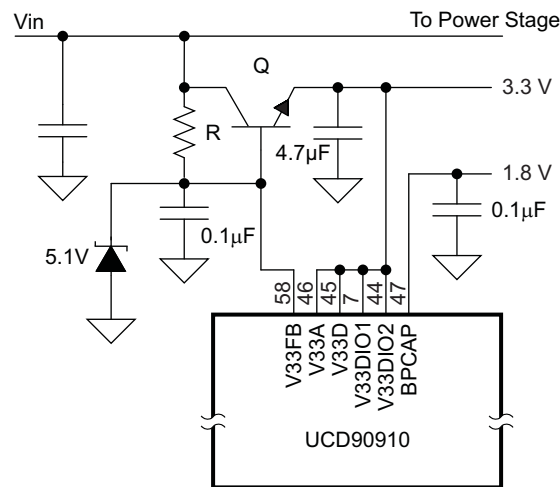 Vin
To Power Stage
Q
3.3 V
R
4.7µF
1.8 V
0.1µF
0.1µF
5.1V
58
46
45
7
44
47
V33FB
V33A
V33D
V33DIO1
V33DIO2
BPCAP
UCD90910